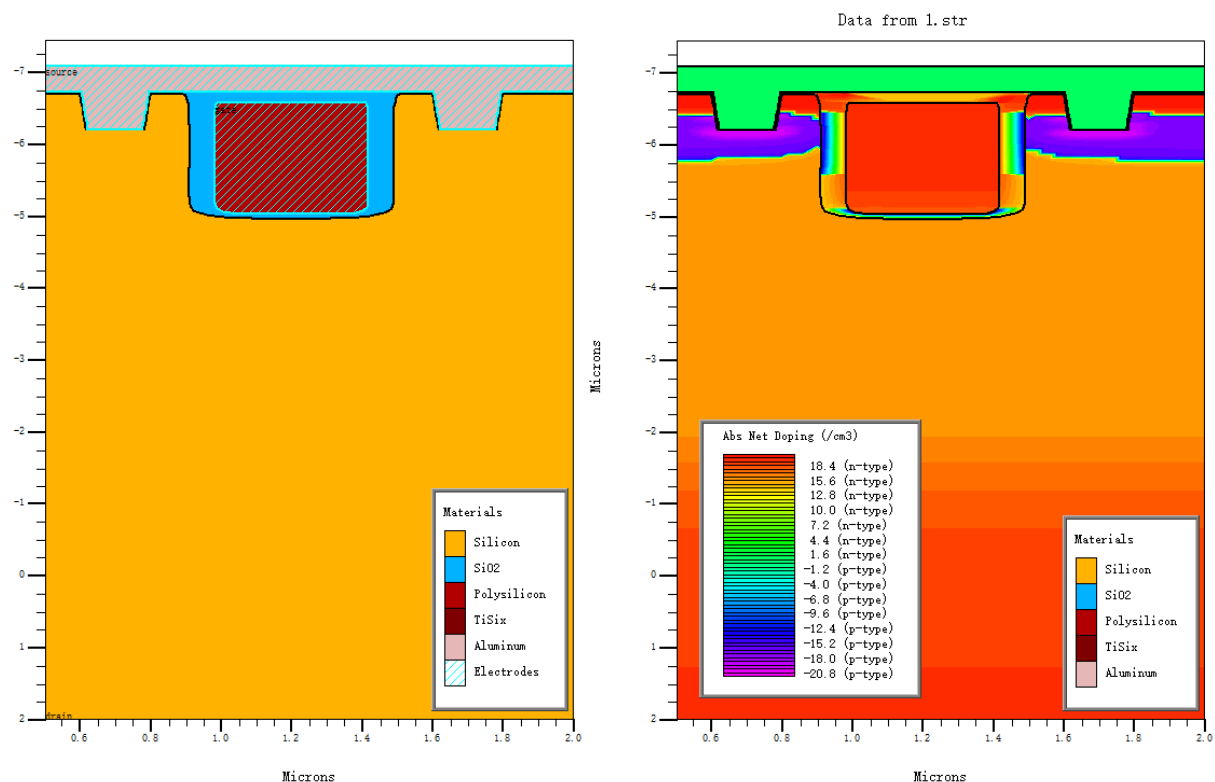 Data from 1.str
source
gate
-7
-6
-5
-4
-3
-2
-1
0
1
2
drain
0.6 0.8 1.0 1.2 1.4 1.6 1.8 2.0
Microns
Materials
Silicon
SiO2
Polysilicon
TiSix
Aluminum
Electrodes
Microns
-7
-6
-5
-4
-3
-2
-1
0
1
2
0.6 0.8 1.0 1.2 1.4 1.6 1.8 2.0
Microns
Abs Net Doping (/cm3)
18.4 (n-type)
15.6 (n-type)
12.8 (n-type)
10.0 (n-type)
7.2 (n-type)
4.4 (n-type)
1.6 (n-type)
-1.2 (p-type)
-4.0 (p-type)
-6.8 (p-type)
-9.6 (p-type)
-12.4 (p-type)
-15.2 (p-type)
-18.0 (p-type)
-20.8 (p-type)
Materials
Silicon
SiO2
Polysilicon
TiSix
Aluminum